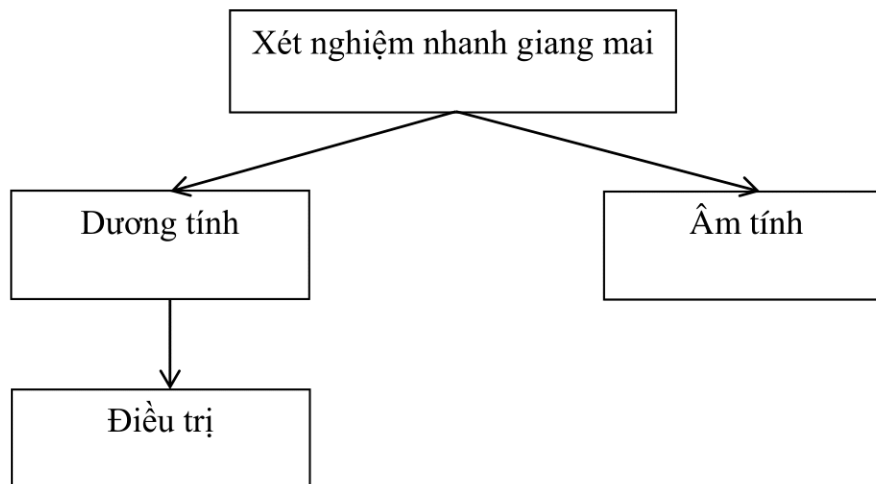 Xét nghiệm nhanh giang mai
Dương tính
Âm tính
Điều trị